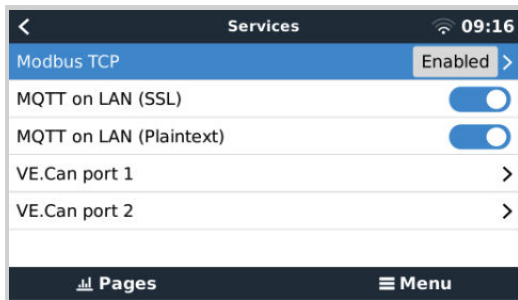 Services 09:16
Modbus TCP Enabled
MQTT on LAN (SSL)
MQTT on LAN (Plaintext)
VE.Can port 1
VE.Can port 2
Pages Menu